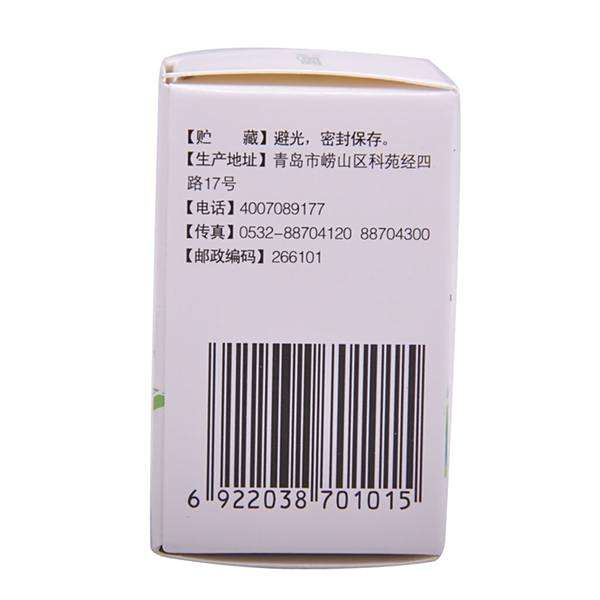 【贮 藏】避光，密封保存。
【生产地址】青岛市崂山区科苑经四
路17号
【电话】4007089177
【传真】0532-88704120 88704300
【邮政编码】266101
6 922038 701015